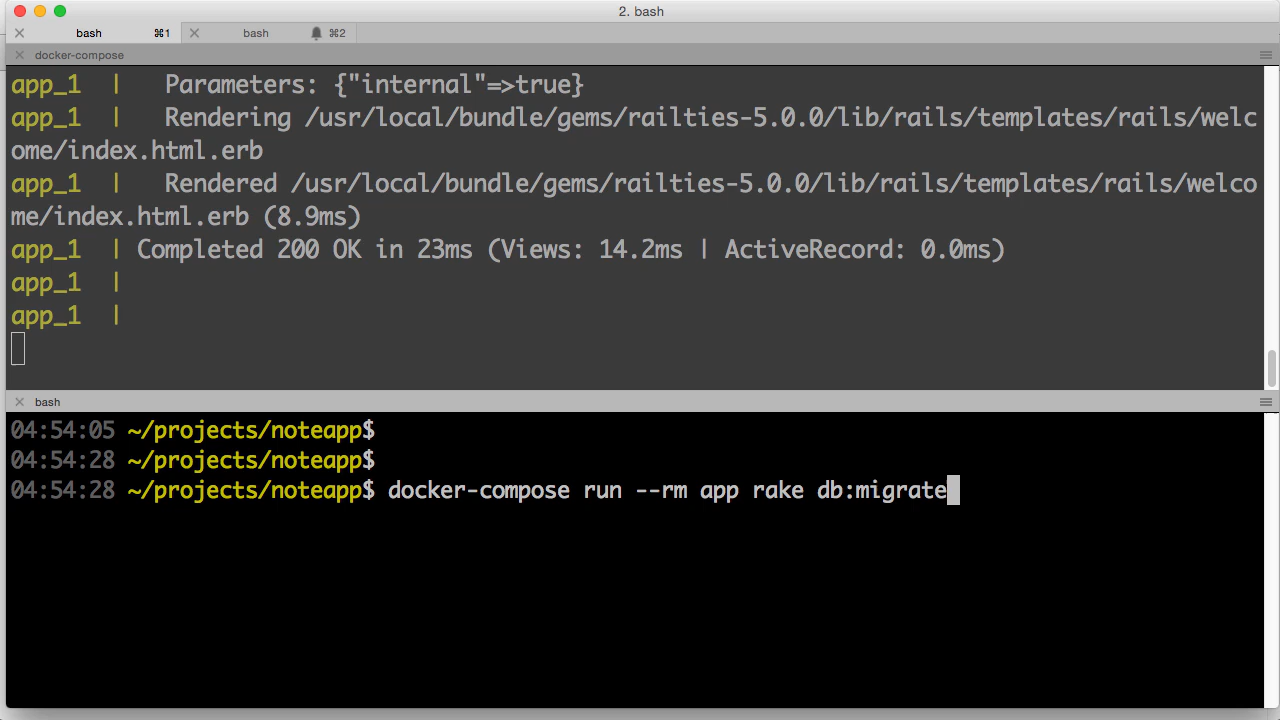 2. bash
bash ⌘1 bash ⌘2
docker-compose
app_1 | Parameters: {"internal"=>true}
app_1 | Rendering /usr/local/bundle/gems/railties-5.0.0/lib/rails/templates/rails/welc
ome/index.html.erb
app_1 | Rendered /usr/local/bundle/gems/railties-5.0.0/lib/rails/templates/rails/welco
me/index.html.erb (8.9ms)
app_1 | Completed 200 OK in 23ms (Views: 14.2ms | ActiveRecord: 0.0ms)
app_1 |
app_1 |
bash
04:54:05 ~/projects/noteapp$
04:54:28 ~/projects/noteapp$
04:54:28 ~/projects/noteapp$ docker-compose run --rm app rake db:migrate